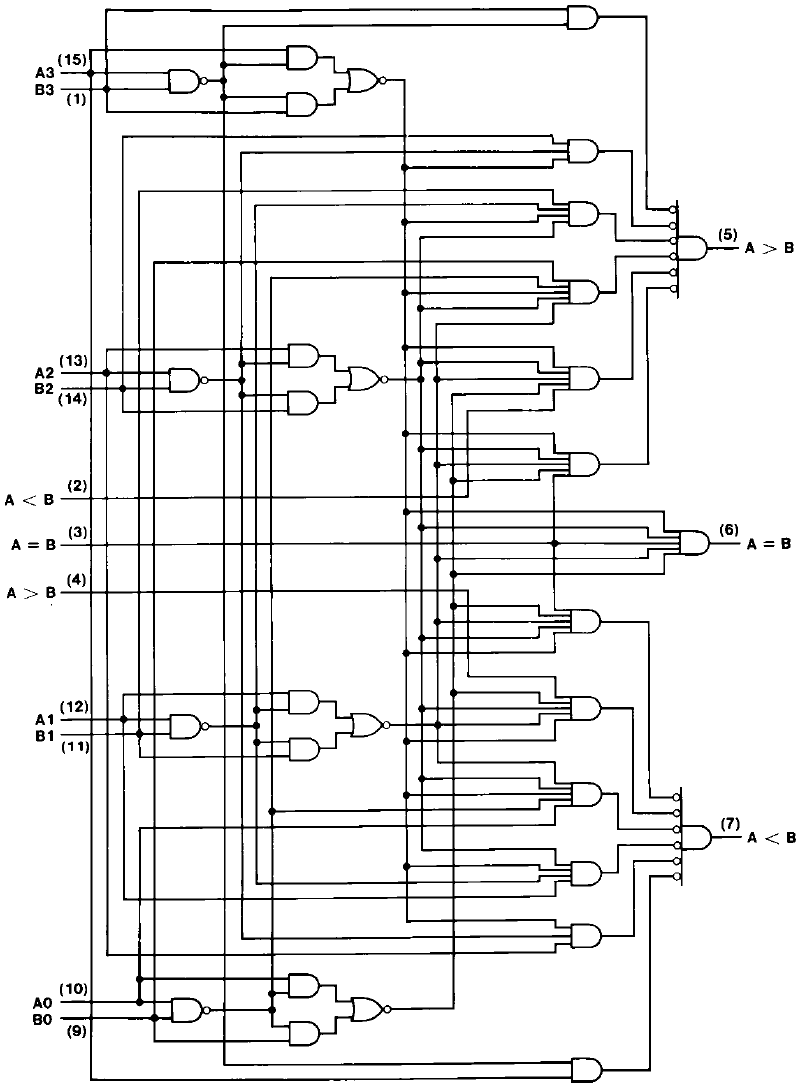 (15)
A3
B3
(1)
(5)
A > B
(13)
A2
B2
(14)
(2)
A < B
(3)
A = B
(6)
A = B
(4)
A > B
(12)
A1
B1
(11)
(7)
A < B
(10)
A0
B0
(9)